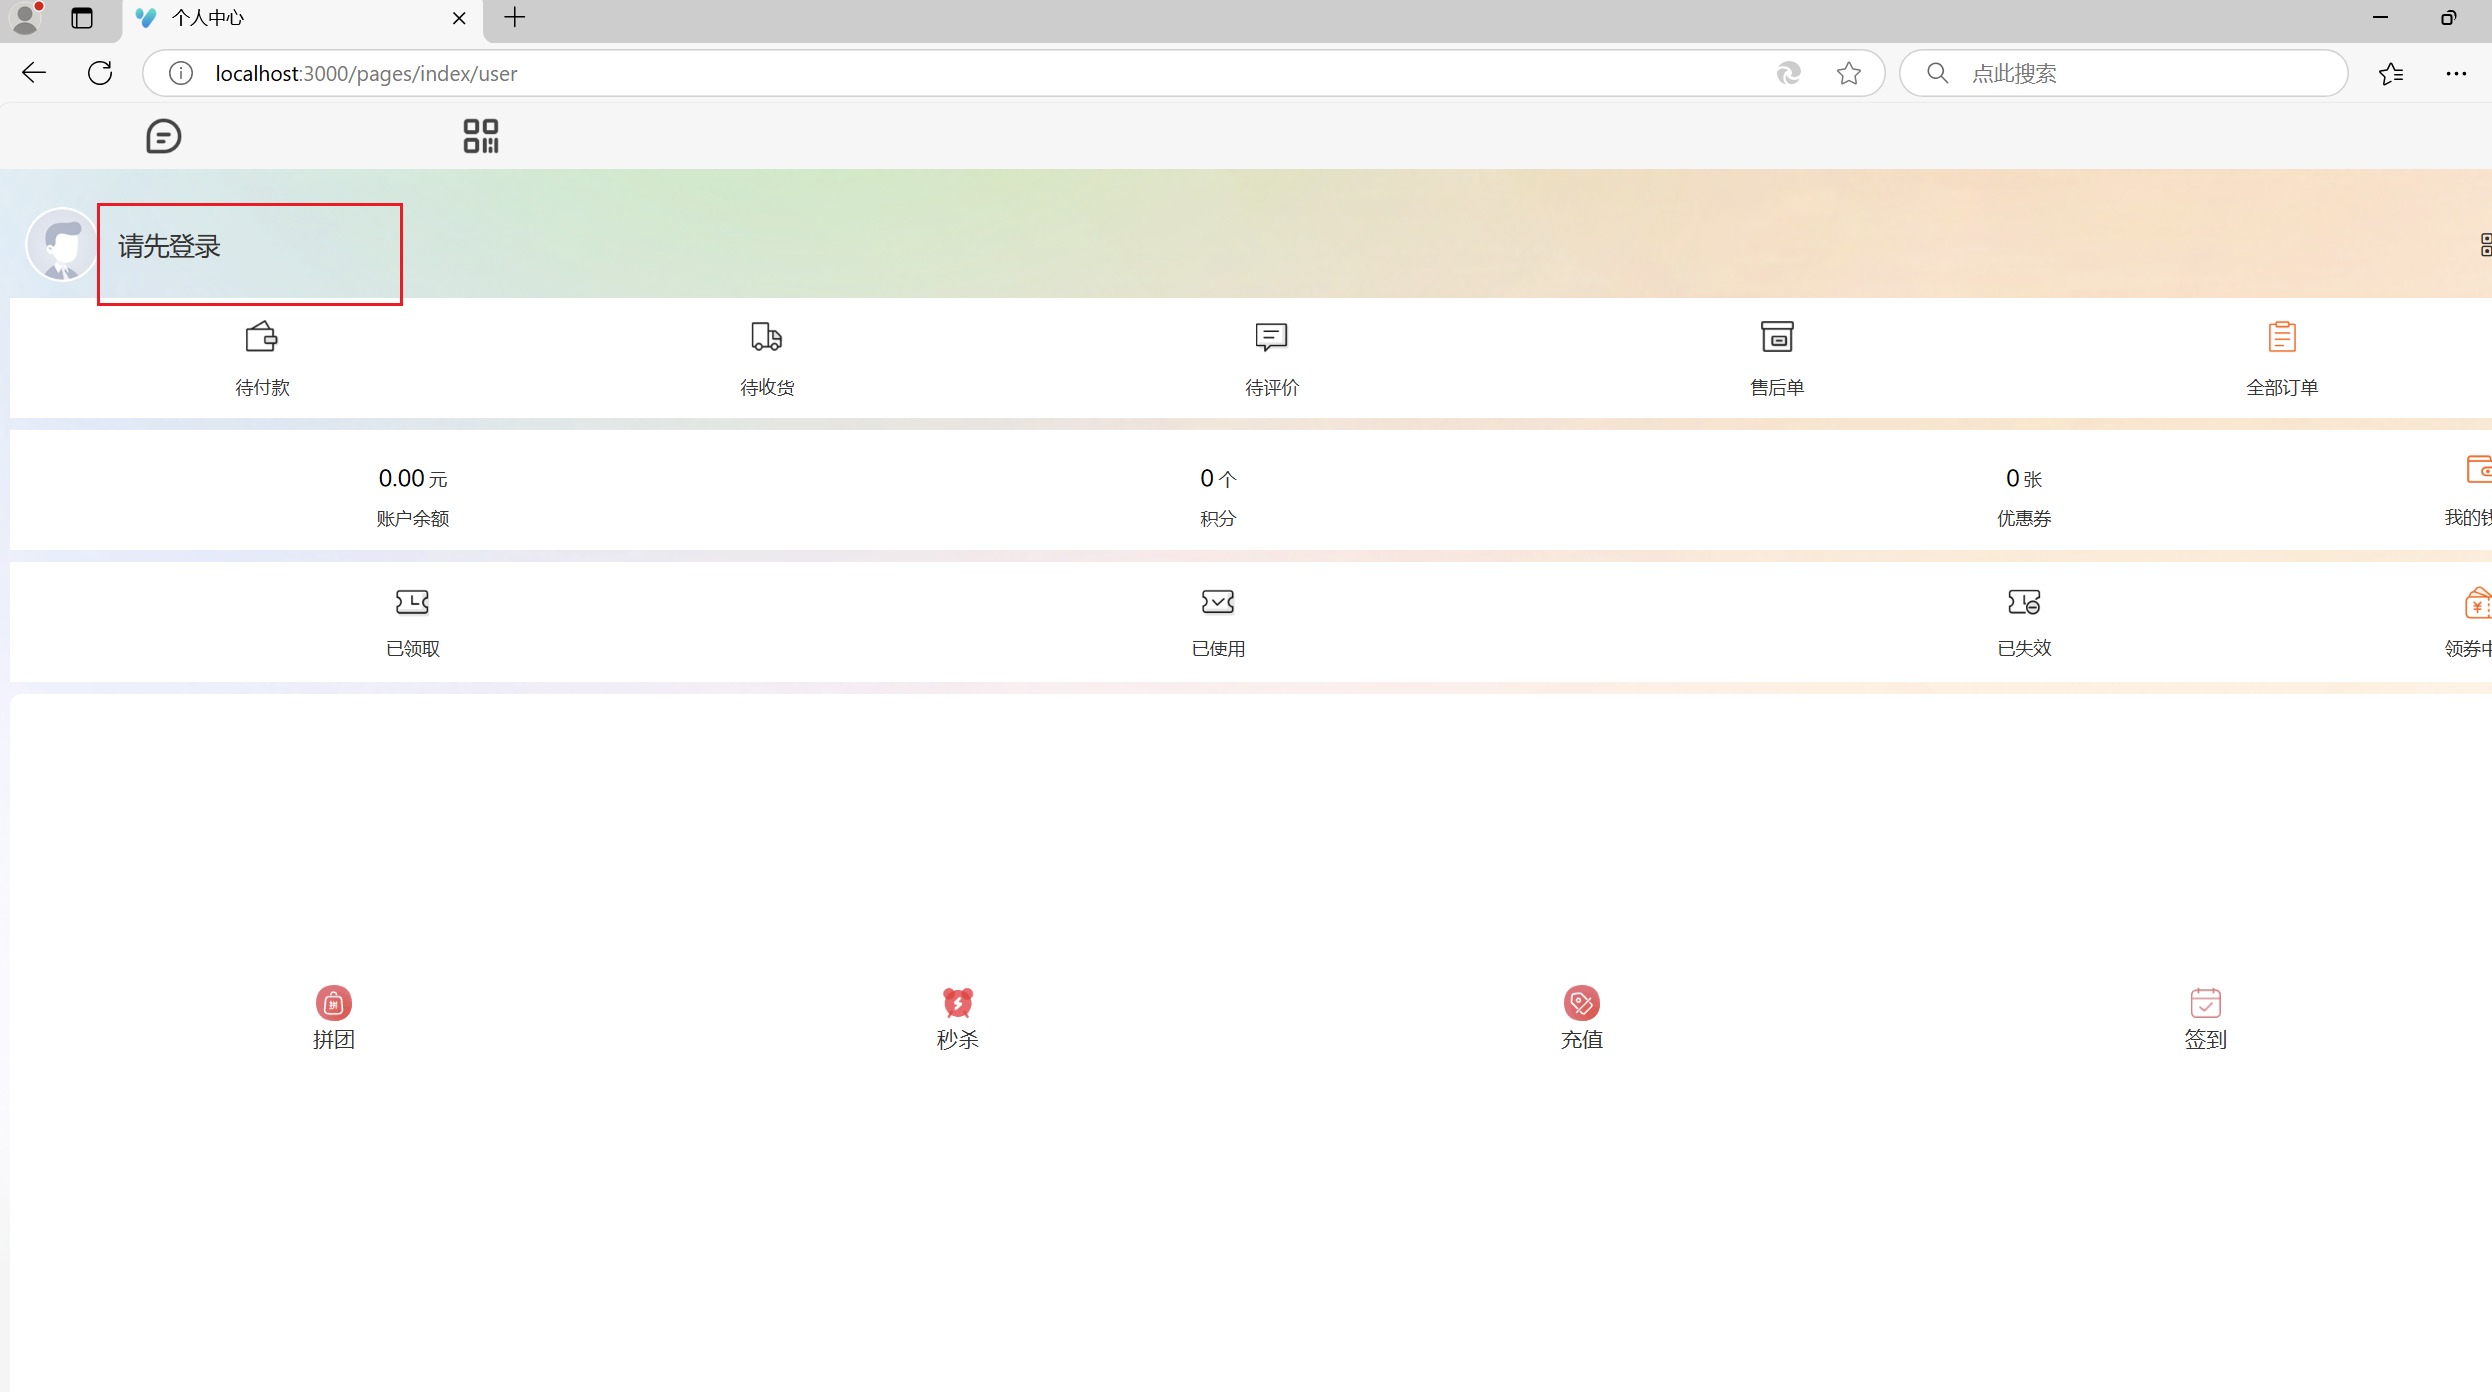 个人中心
localhost:3000/pages/index/user
点此搜索
请先登录
待付款
待收货
待评价
售后单
全部订单
0.00 元
0 个
0 张
账户余额
积分
优惠券
我的
已领取
已使用
已失效
领券
拼团
秒杀
充值
签到